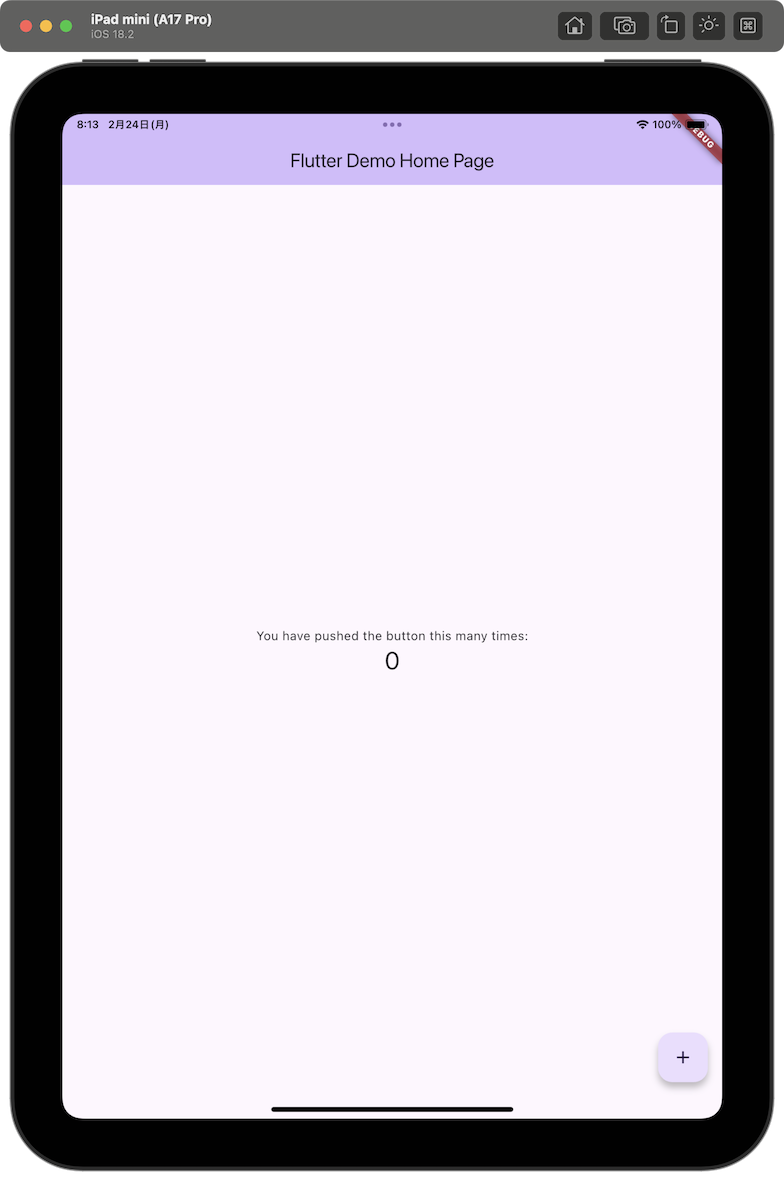 iPad mini (A17 Pro)
iOS 18.2
8:13 2月24日(月)
100%
Flutter Demo Home Page
You have pushed the button this many times:
0
+